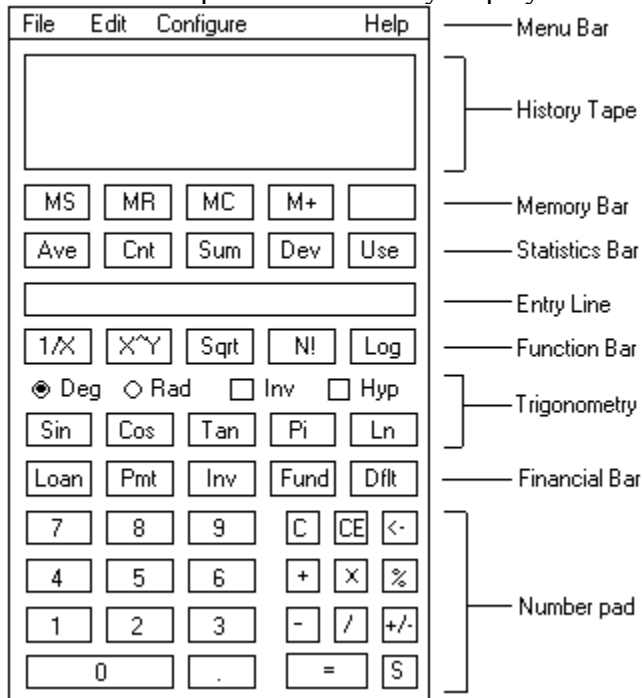 File Edit Configure Help Menu Bar
History Tape
MS MR MC M+ Memory Bar
Ave Cnt Sum Dev Use Statistics Bar
Entry Line
1/X X^Y Sqrt N! Log Function Bar
Deg Rad Inv Hyp
Trigonometry
Sin Cos Tan Pi Ln
Loan Pmt Inv Fund Dflt Financial Bar
7 8 9 C CE <-
4 5 6 + X %
Number pad
1 2 3 - / +/-
0 . = S